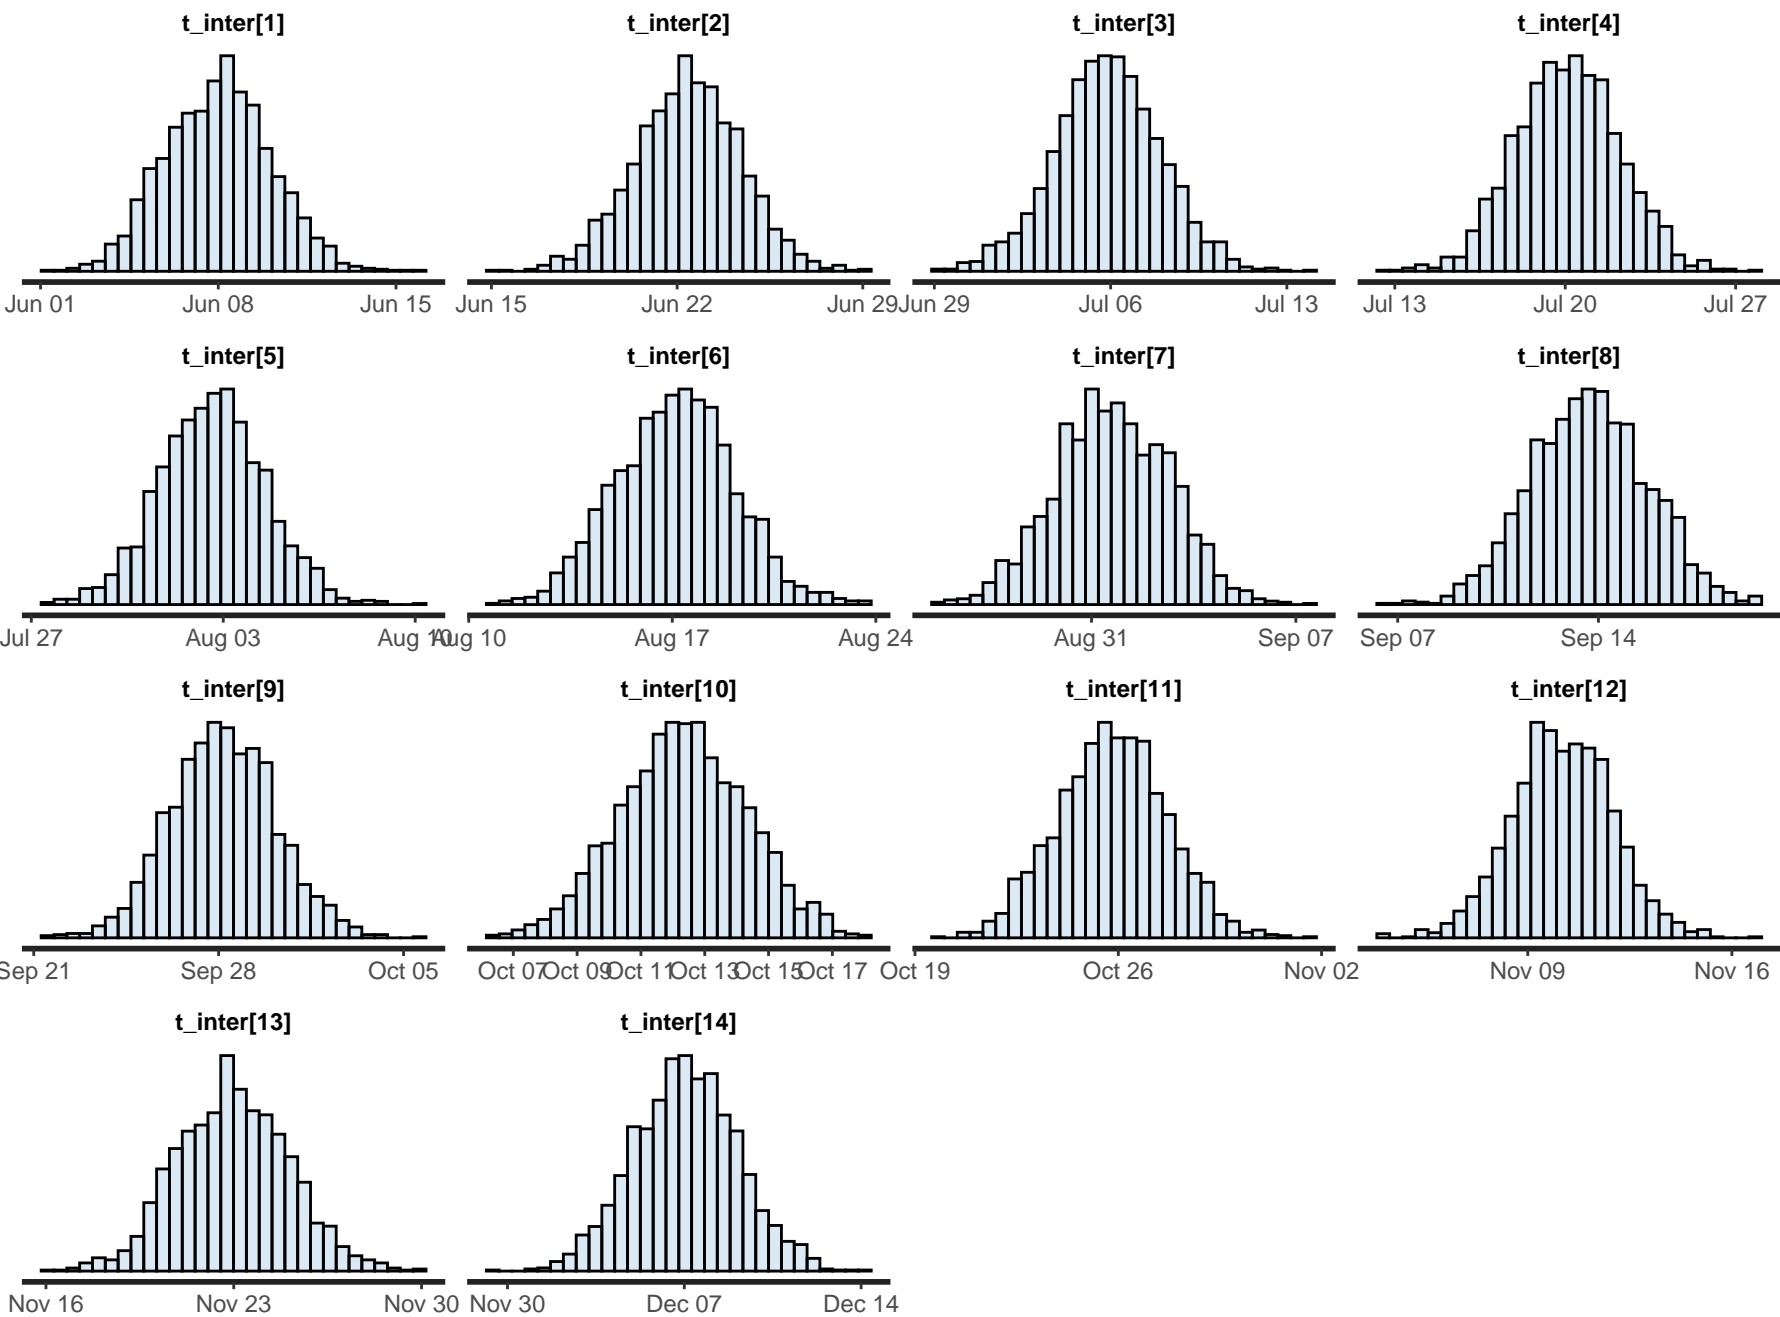 t_inter[1] t_inter[2] t_inter[3] t_inter[4]
Jun 01 Jun 08 Jun 15 Jun 15 Jun 22 Jun 29 Jun 29 Jul 06 Jul 13 Jul 13 Jul 20 Jul 27
t_inter[5] t_inter[6] t_inter[7] t_inter[8]
Jul 27 Aug 03 Aug 10 Aug 10 Aug 17 Aug 24 Aug 31 Sep 07 Sep 07 Sep 14
t_inter[9] t_inter[10] t_inter[11] t_inter[12]
Sep 21 Sep 28 Oct 05 Oct 07 Oct 09 Oct 11 Oct 13 Oct 15 Oct 17 Oct 19 Oct 26 Nov 02 Nov 09 Nov 16
t_inter[13] t_inter[14]
Nov 16 Nov 23 Nov 30 Nov 30 Dec 07 Dec 14